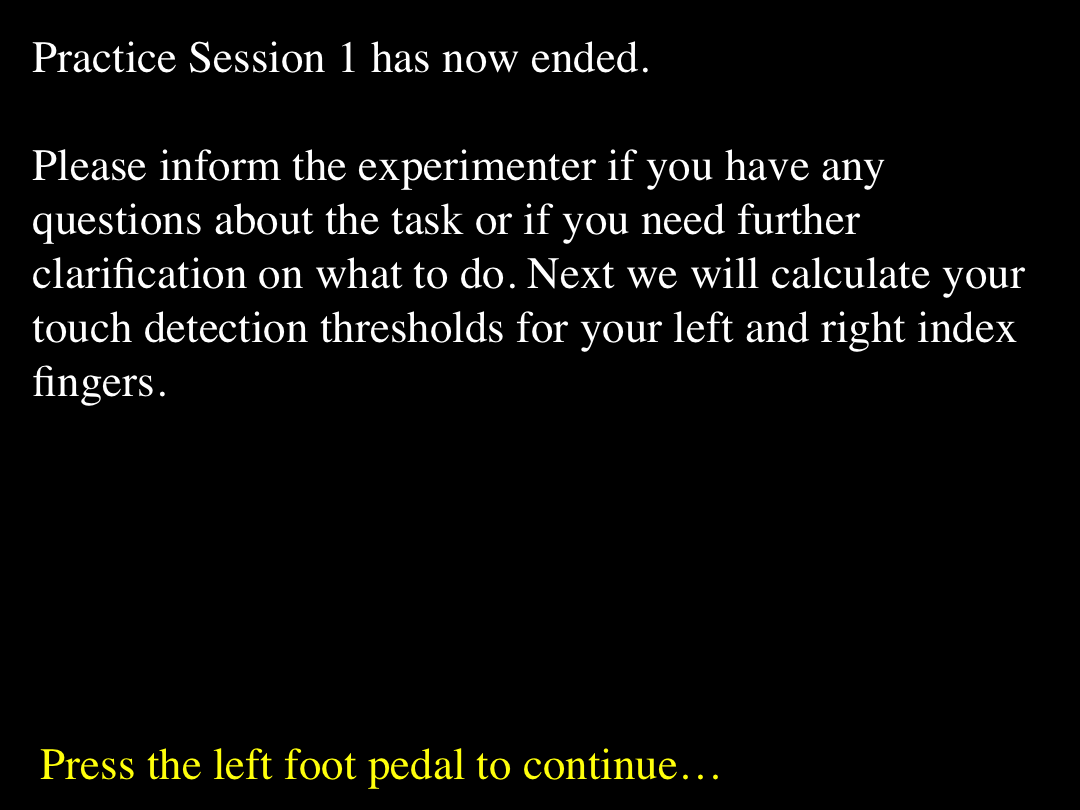 Practice Session 1 has now ended.
Please inform the experimenter if you have any
questions about the task or if you need further
clarification on what to do. Next we will calculate your
touch detection thresholds for your left and right index
fingers.
Press the left foot pedal to continue…